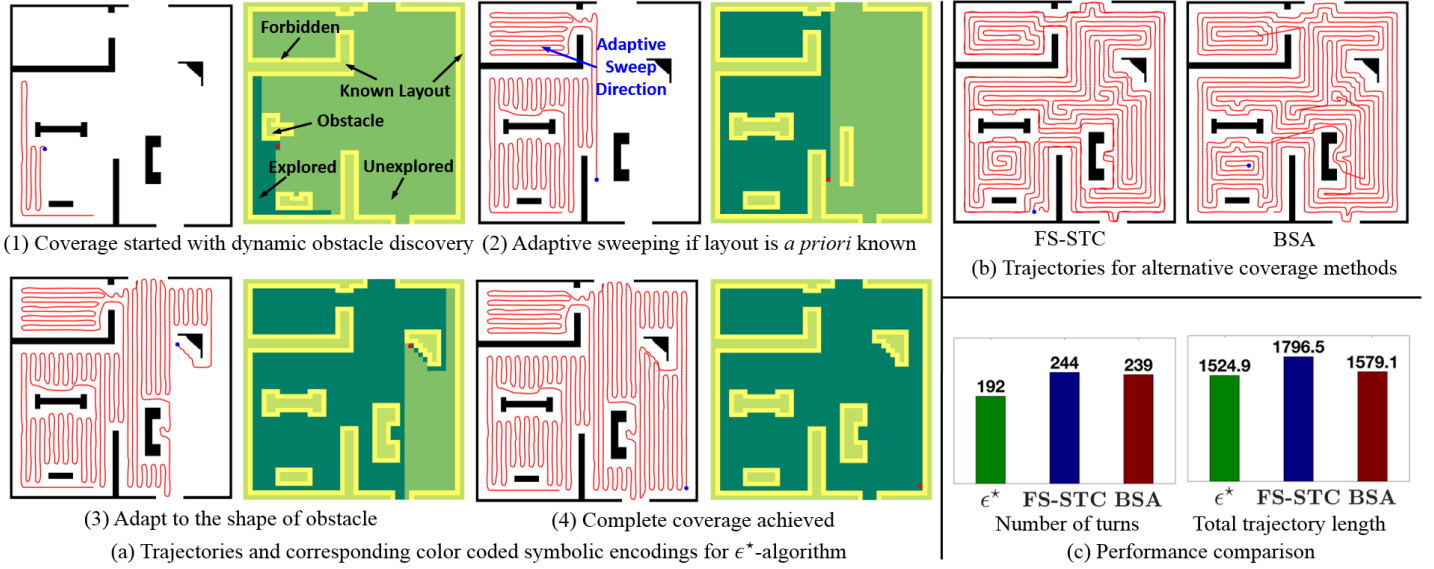 Forbidden
Known Layout
Obstacle
Explored
Unexplored
(1) Coverage started with dynamic obstacle discovery
Adaptive
Sweep
Direction
(2) Adaptive sweeping if layout is a priori known
(3) Adapt to the shape of obstacle
(4) Complete coverage achieved
(a) Trajectories and corresponding color coded symbolic encodings for ϵ⋆-algorithm
FS-STC
BSA
(b) Trajectories for alternative coverage methods
192
244
239
ϵ⋆ FS-STC BSA
Number of turns
1524.9
1796.5
1579.1
ϵ⋆ FS-STC BSA
Total trajectory length
(c) Performance comparison